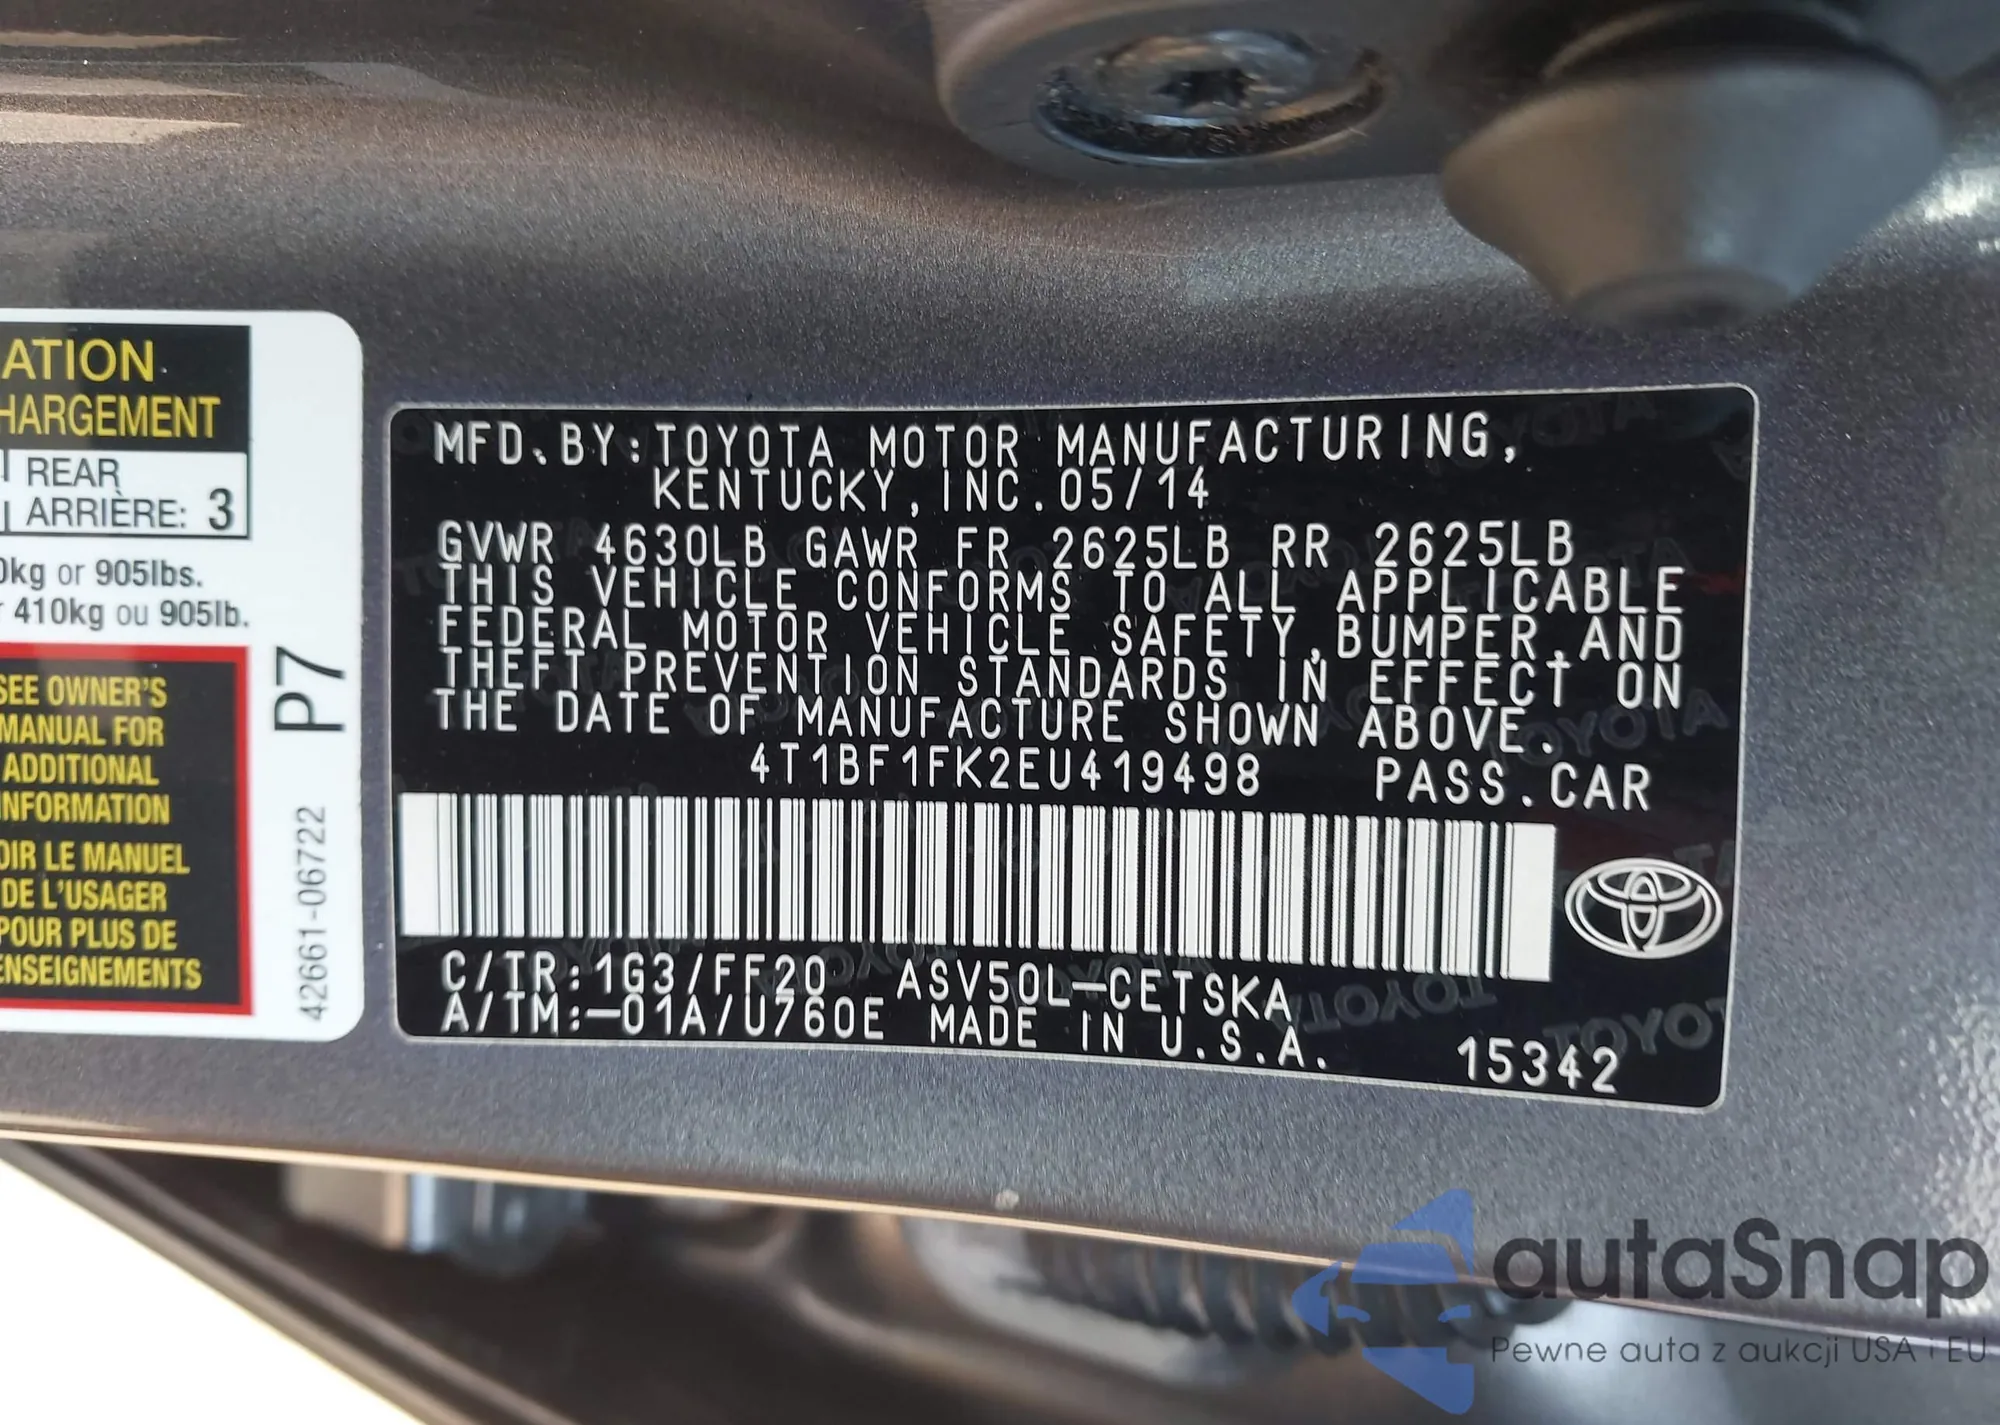 ATION
HARGEMENT
REAR
ARRIÈRE: 3
0kg or 905lbs.
r 410kg ou 905lb.
SEE OWNER'S
MANUAL FOR
ADDITIONAL
INFORMATION
OIR LE MANUEL
DE L'USAGER
POUR PLUS DE
ENSEIGNEMENTS
P7
42661-06722
MFD. BY: TOYOTA MOTOR MANUFACTURING,
KENTUCKY, INC. 05/14
GVWR 4630LB GAWR FR 2625LB RR 2625LB
THIS VEHICLE CONFORMS TO ALL APPLICABLE
FEDERAL MOTOR VEHICLE SAFETY, BUMPER, AND
THEFT PREVENTION STANDARDS IN EFFECT ON
THE DATE OF MANUFACTURE SHOWN ABOVE.
4T1BF1FK2EU419498 PASS. CAR
C/TR: 1G3/FF20 ASV50L-CETSKA
A/TM: -01A/U760E MADE IN U.S.A.
15342
autaSnap
Pewne auta z aukcji USA i EU